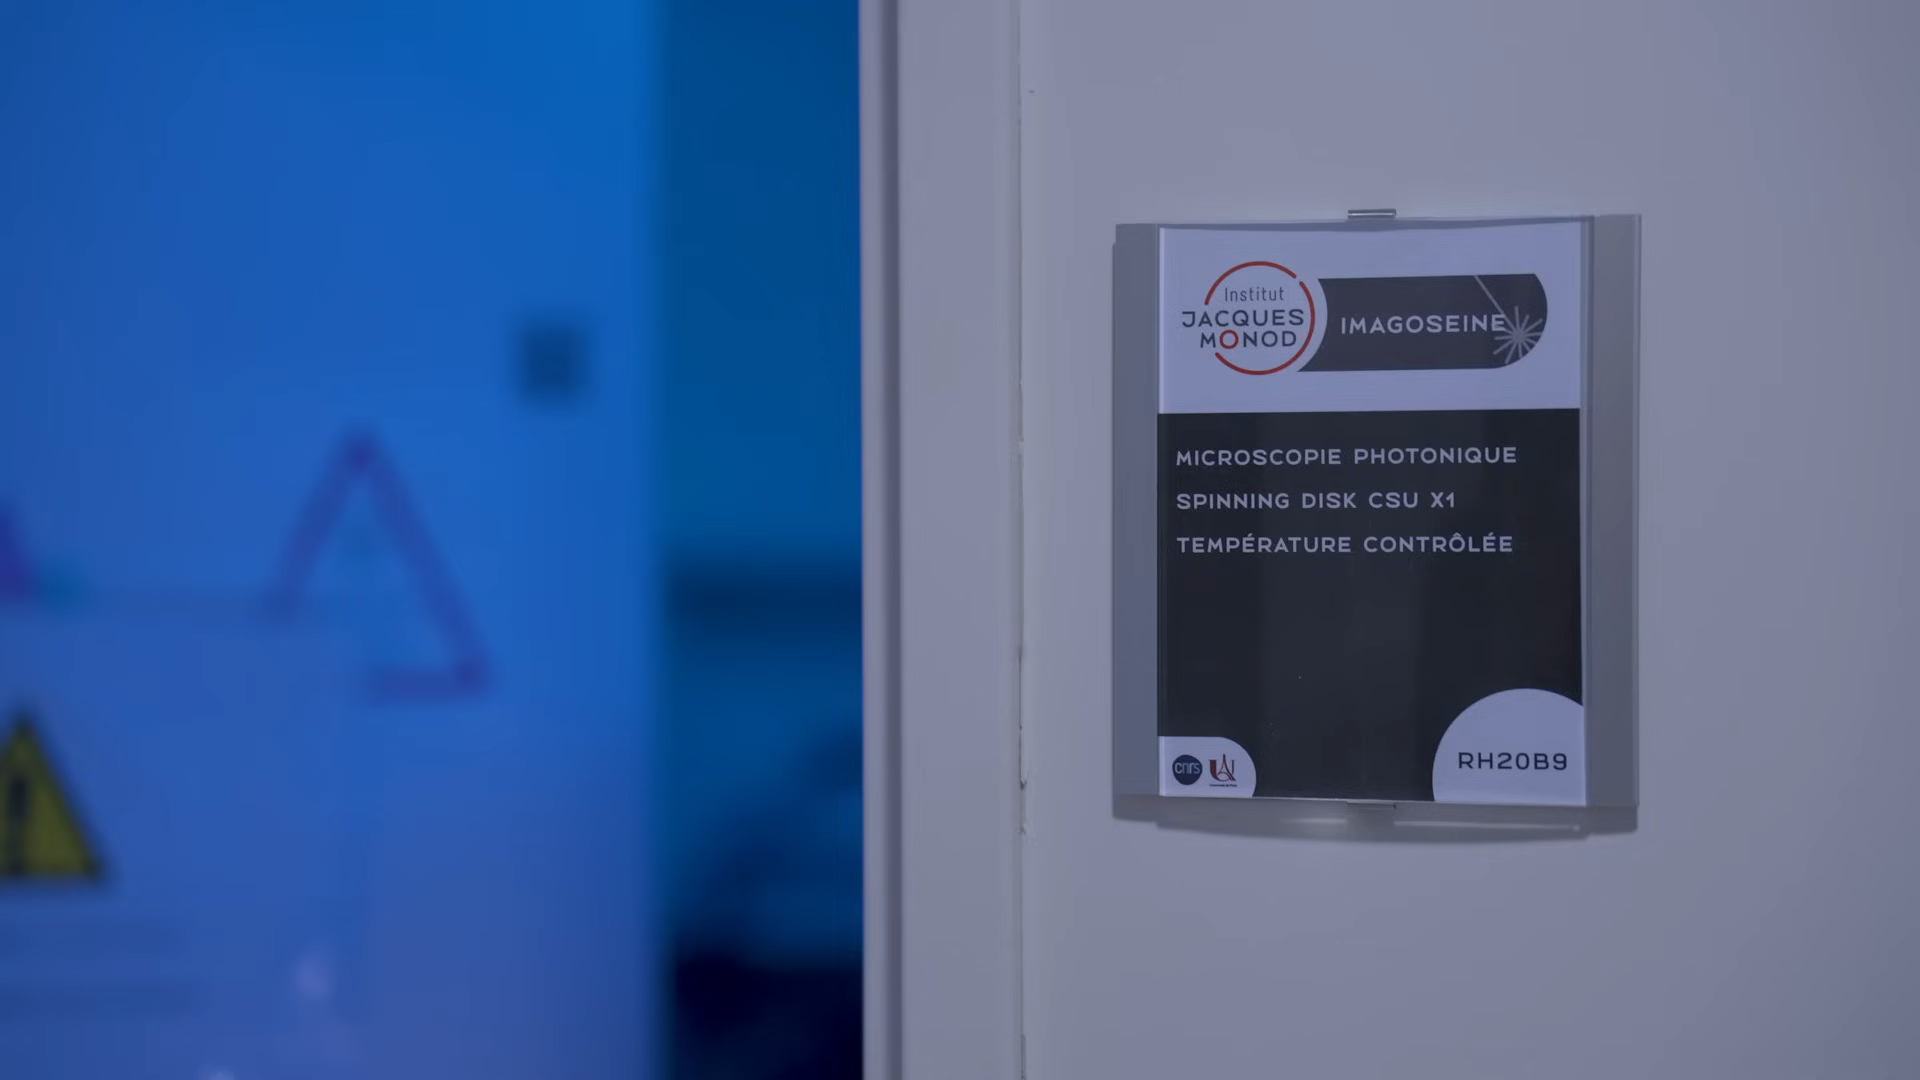 Institut
JACQUES
MONOD
IMAGOSEINE
MICROSCOPIE PHOTONIQUE
SPINNING DISK CSU X1
TEMPÉRATURE CONTRÔLÉE
cnrs
RH20B9